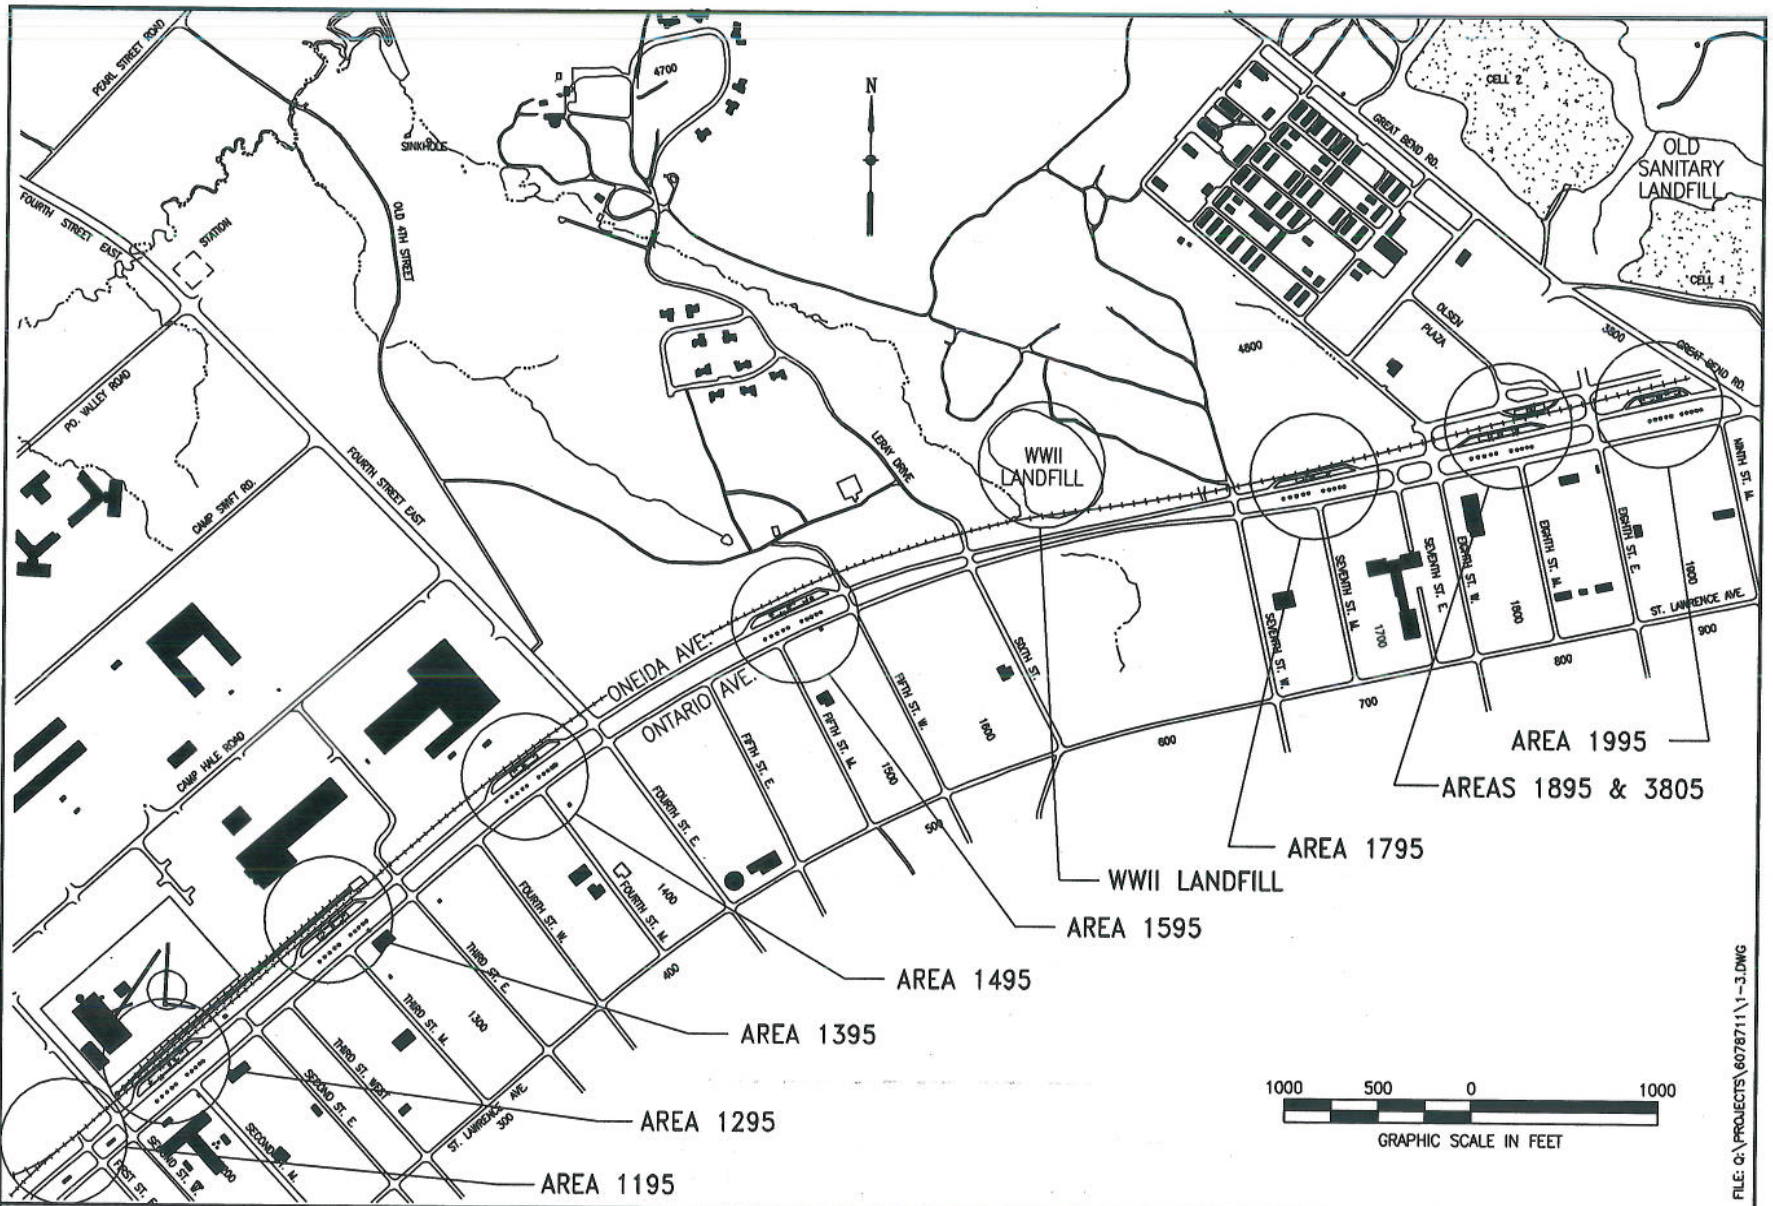 PEARL STREET ROAD
4700
N
CELL 2
GREAT BEND RD.
SINKHOLE
OLD
SANITARY
LANDFILL
FOURTH STREET EAST
STATION
OLD 4TH STREET
CELL 1
OLSEN
PLAZA
3800
GREAT BEND RD.
4800
PO. VALLEY ROAD
FOURTH STREET EAST
LERAY DRIVE
WWII
LANDFILL
CAMP SWIFT RD.
NINTH ST. M.
EIGHTH ST. E.
EIGHTH ST. M.
EIGHTH ST. W.
SEVENTH ST. E.
SEVENTH ST. M.
SEVENTH ST. W.
1900
1800
1700
ST. LAWRENCE AVE.
900
800
700
600
SIXTH ST.
ONEIDA AVE.
ONTARIO AVE.
FIFTH ST. W.
FIFTH ST. M.
FIFTH ST. E.
1600
1500
500
CAMP HALE ROAD
FOURTH ST. E.
FOURTH ST. M.
FOURTH ST. W.
1400
400
THIRD ST. E.
THIRD ST. M.
THIRD ST. WEST
1300
ST. LAWRENCE AVE.
300
SECOND ST. E.
SECOND ST. M.
SECOND ST. W.
FIRST ST. E
AREA 1995
AREAS 1895 & 3805
AREA 1795
WWII LANDFILL
AREA 1595
AREA 1495
AREA 1395
AREA 1295
AREA 1195
1000 500 0 1000
GRAPHIC SCALE IN FEET
FILE: Q:\PROJECTS\6078711\1-3.DWG